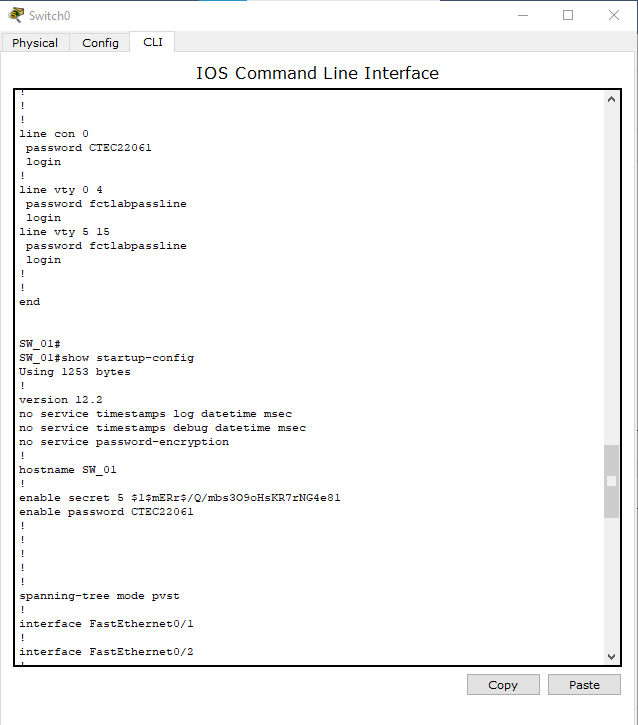 Switch0
Physical Config CLI
IOS Command Line Interface
!
!
!
line con 0
password CTEC22061
login
!
line vty 0 4
password fctlabpassline
login
line vty 5 15
password fctlabpassline
login
!
!
end
SW_01#
SW_01#show startup-config
Using 1253 bytes
!
version 12.2
no service timestamps log datetime msec
no service timestamps debug datetime msec
no service password-encryption
!
hostname SW_01
!
enable secret 5 $1$mERr$/Q/mbs3O9oHsKR7rNG4e81
enable password CTEC22061
!
!
!
!
!
spanning-tree mode pvst
!
interface FastEthernet0/1
!
interface FastEthernet0/2
!
Copy Paste